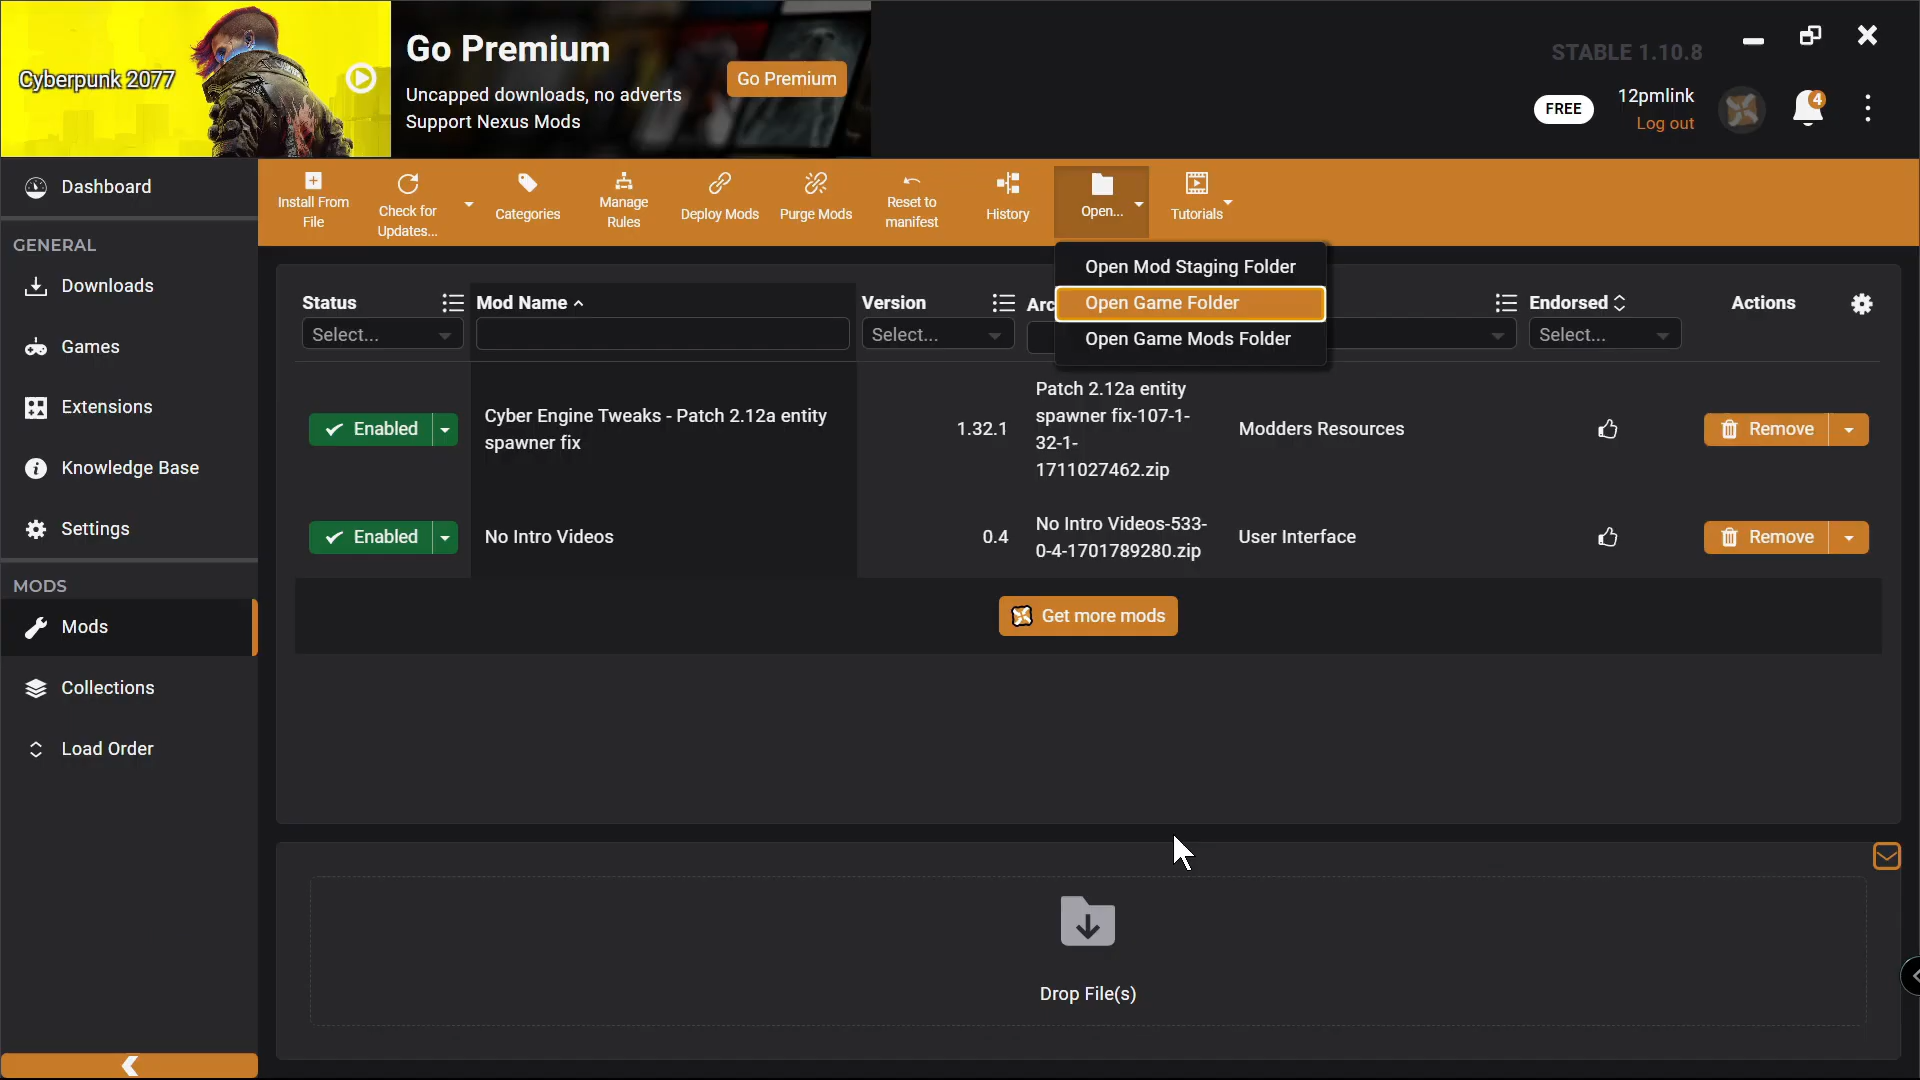 Cyberpunk 2077
Go Premium
Uncapped downloads, no adverts
Support Nexus Mods
Go Premium
STABLE 1.10.8
FREE
12pmlink
Log out
4
Dashboard
GENERAL
Downloads
Games
Extensions
Knowledge Base
Settings
MODS
Mods
Collections
Load Order
Install From
File
Check for
Updates...
Categories
Manage
Rules
Deploy Mods
Purge Mods
Reset to
manifest
History
Open...
Tutorials
Open Mod Staging Folder
Open Game Folder
Open Game Mods Folder
Status
Mod Name
Version
Arc
Endorsed
Actions
Select...
Select...
Select...
Enabled
Cyber Engine Tweaks - Patch 2.12a entity
spawner fix
1.32.1
Patch 2.12a entity
spawner fix-107-1-
32-1-
1711027462.zip
Modders Resources
Remove
Enabled
No Intro Videos
0.4
No Intro Videos-533-
0-4-1701789280.zip
User Interface
Remove
Get more mods
Drop File(s)